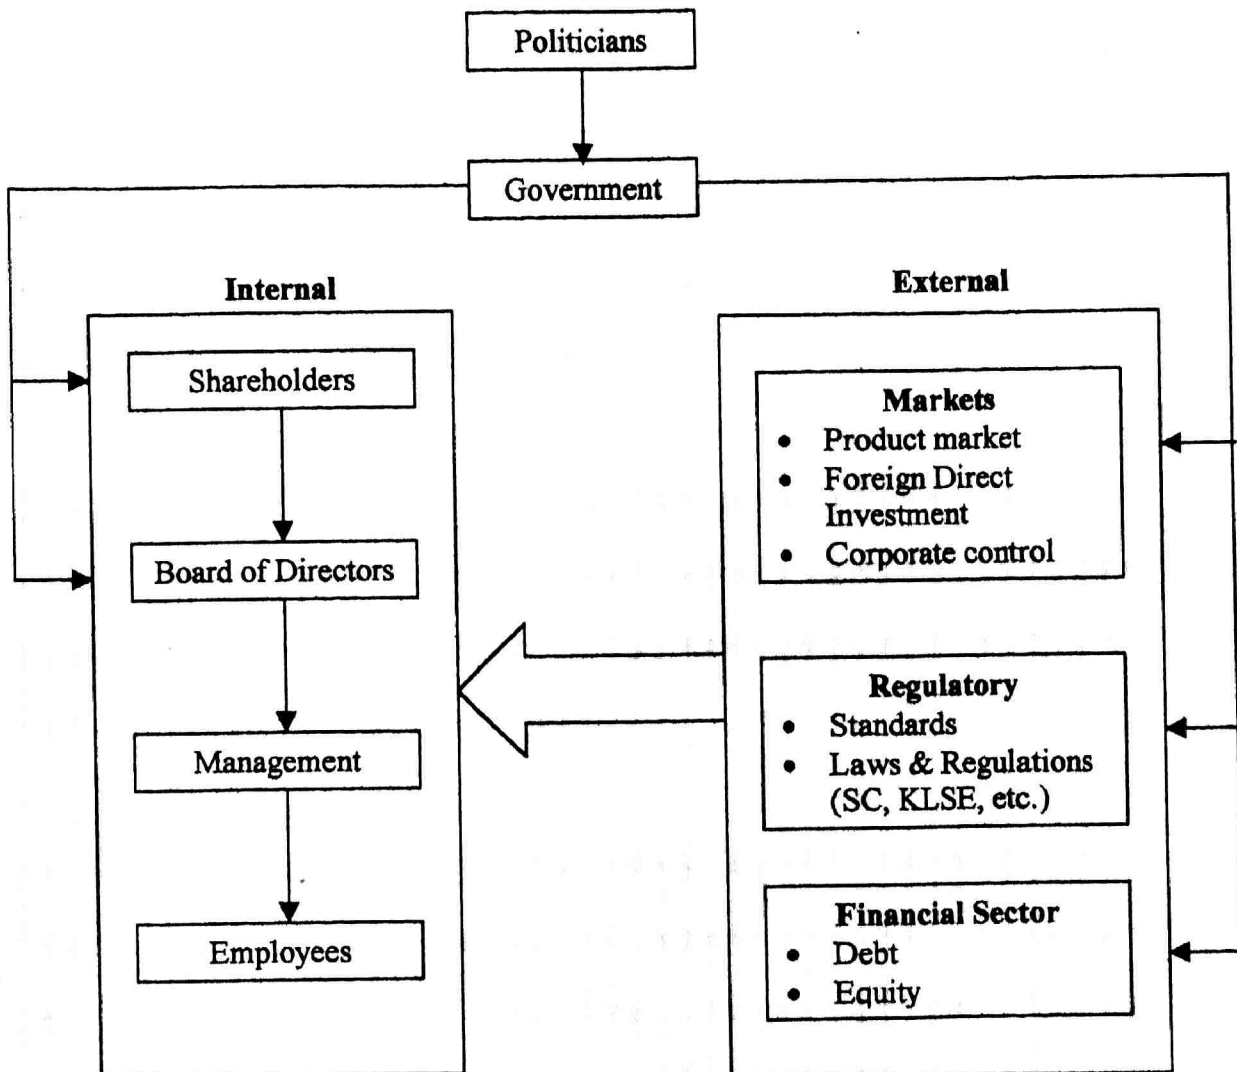 Politicians
Government
Internal
Shareholders
Board of Directors
Management
Employees
External
Markets
• Product market
• Foreign Direct
Investment
• Corporate control
Regulatory
• Standards
• Laws & Regulations
(SC, KLSE, etc.)
Financial Sector
• Debt
• Equity